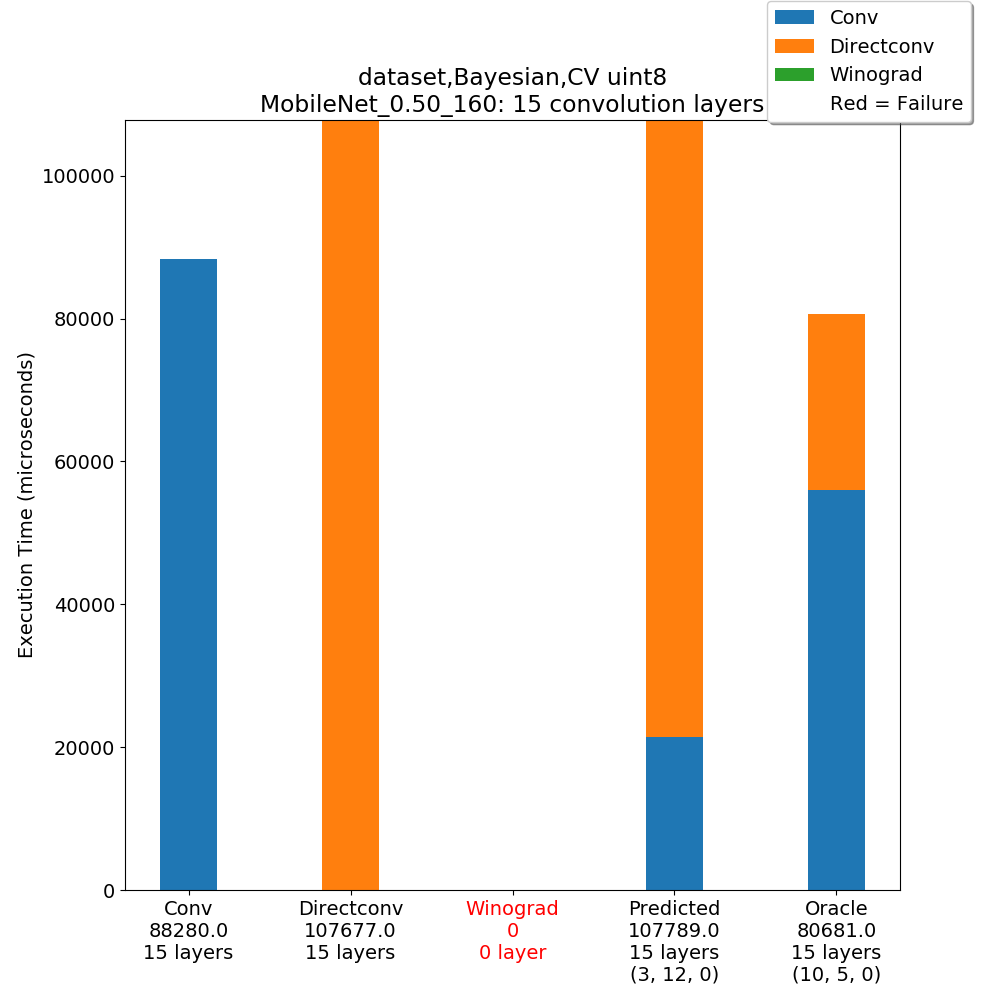 Conv
Directconv
Winograd
Red = Failure
dataset,Bayesian,CV uint8
MobileNet_0.50_160: 15 convolution layers
Execution Time (microseconds)
100000
80000
60000
40000
20000
0
Conv
88280.0
15 layers
Directconv
107677.0
15 layers
Winograd
0
0 layer
Predicted
107789.0
15 layers
(3, 12, 0)
Oracle
80681.0
15 layers
(10, 5, 0)